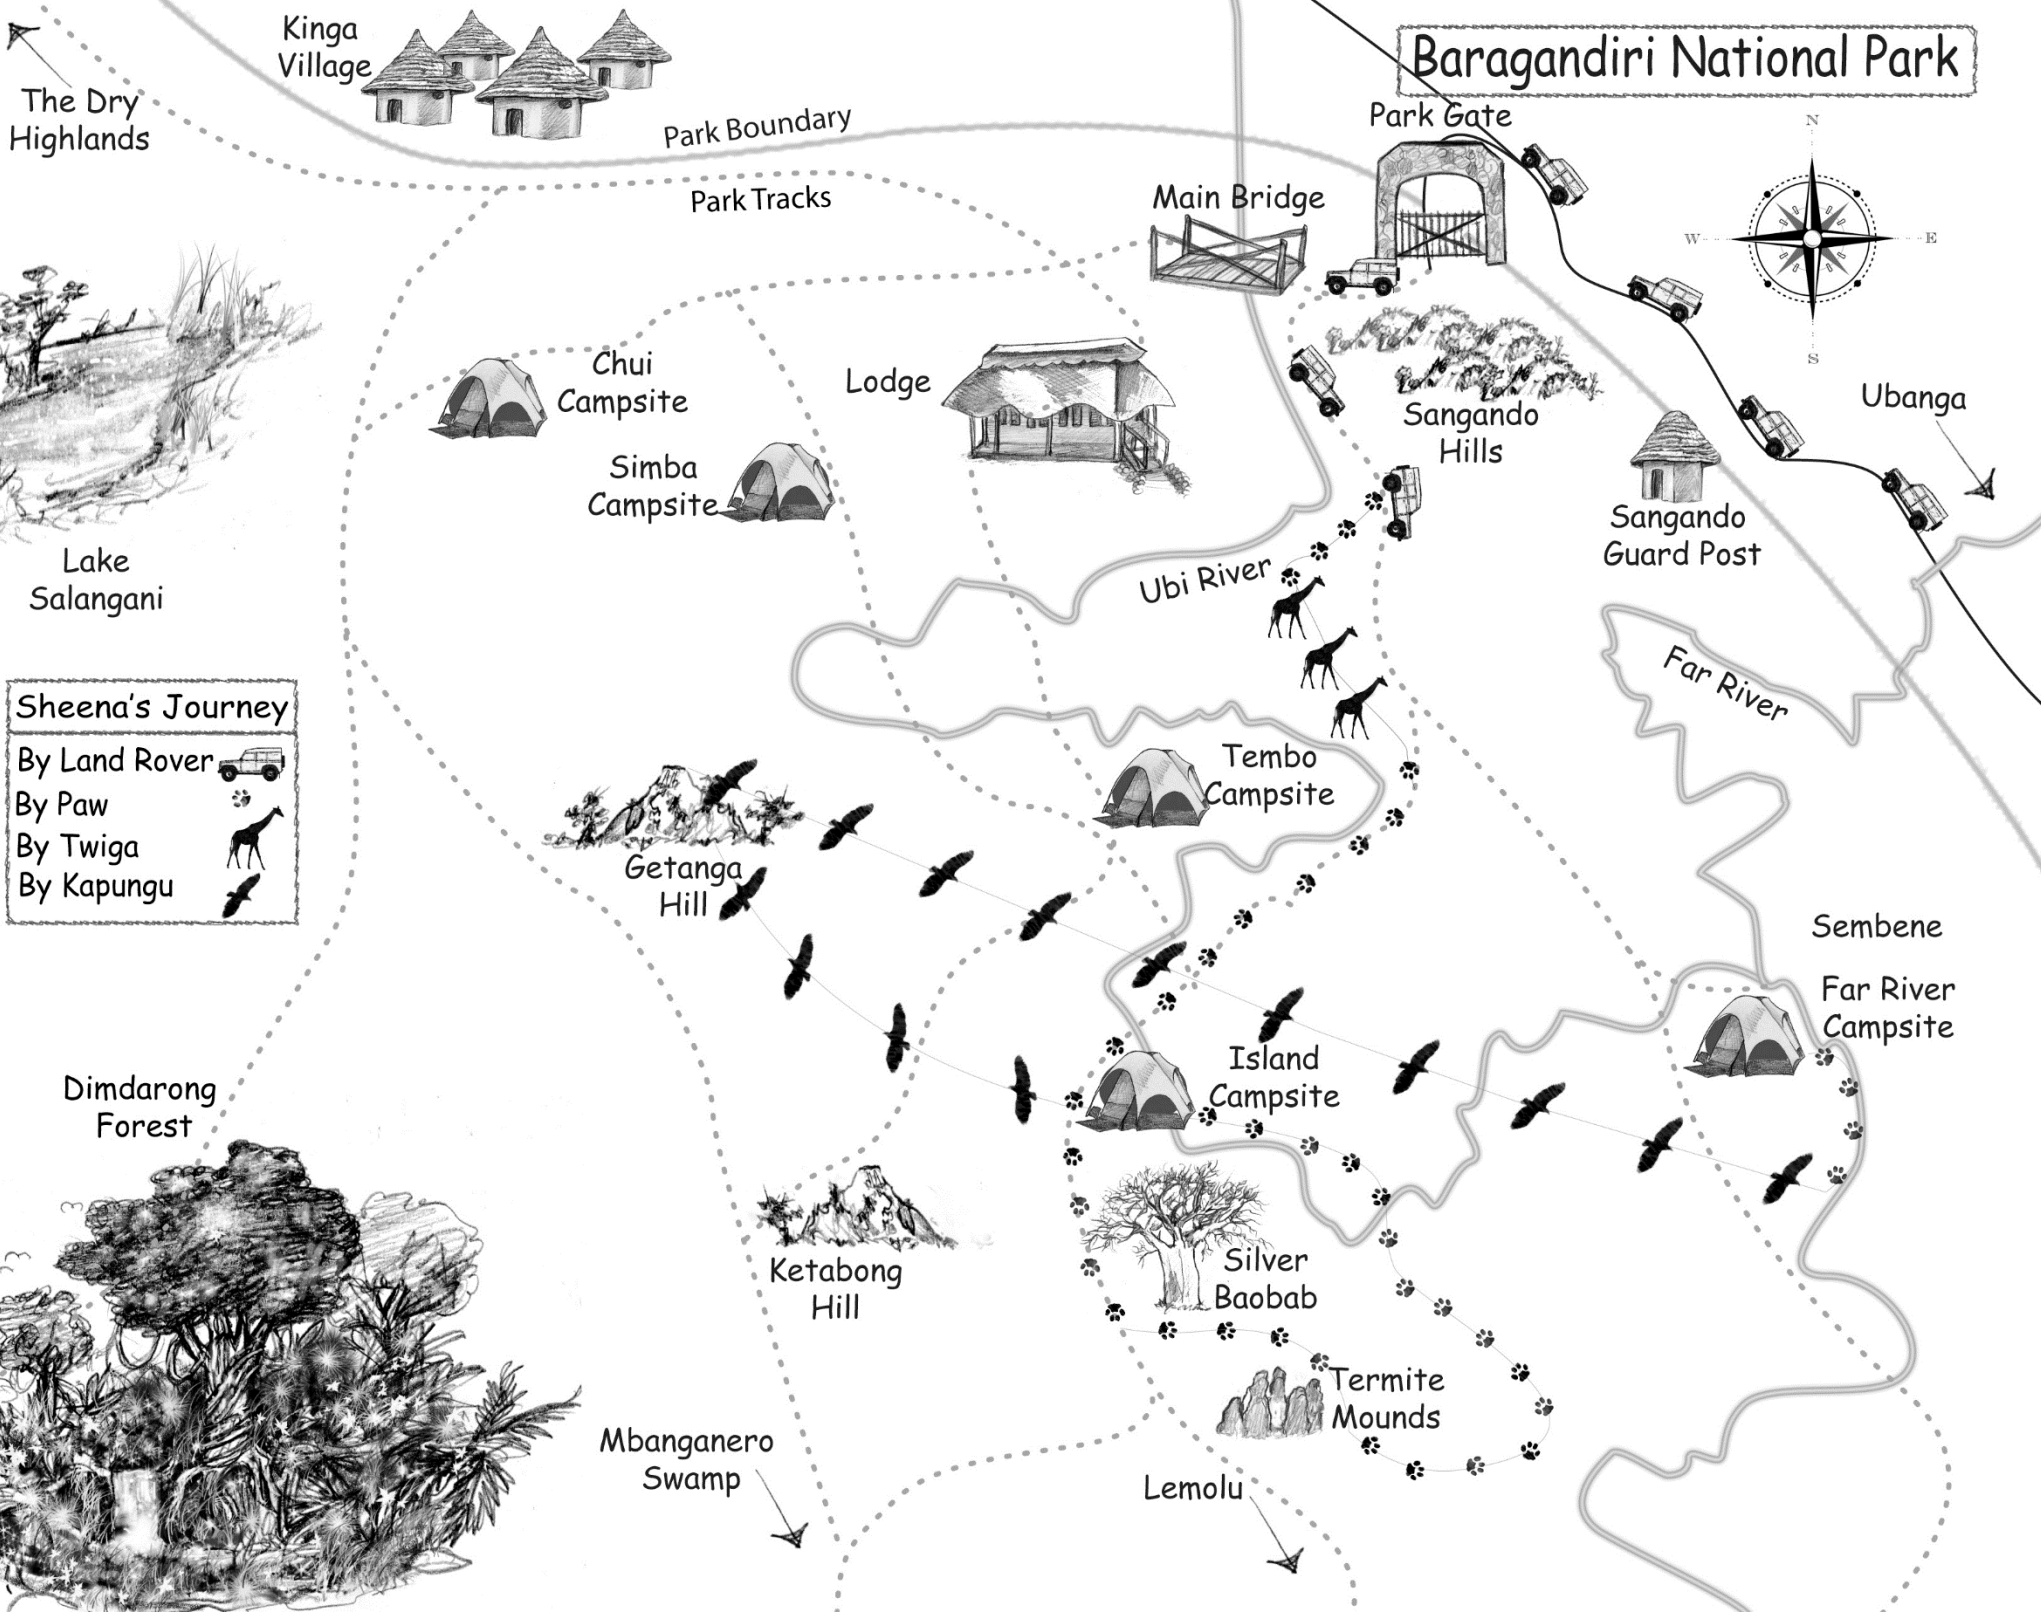 Kinga
Village
Baragandiri National Park
The Dry
Highlands
Park Boundary
Park Gate
N
Park Tracks
Main Bridge
W
E
S
Chui
Campsite
Lodge
Ubanga
Sangando
Hills
Simba
Campsite
Sangando
Guard Post
Lake
Salangani
Ubi River
Far River
Sheena's Journey
By Land Rover
By Paw
By Twiga
By Kapungu
Tembo
Campsite
Getanga
Hill
Sembene
Far River
Campsite
Island
Campsite
Dimdarong
Forest
Silver
Baobab
Ketabong
Hill
Termite
Mounds
Mbanganero
Swamp
Lemolu